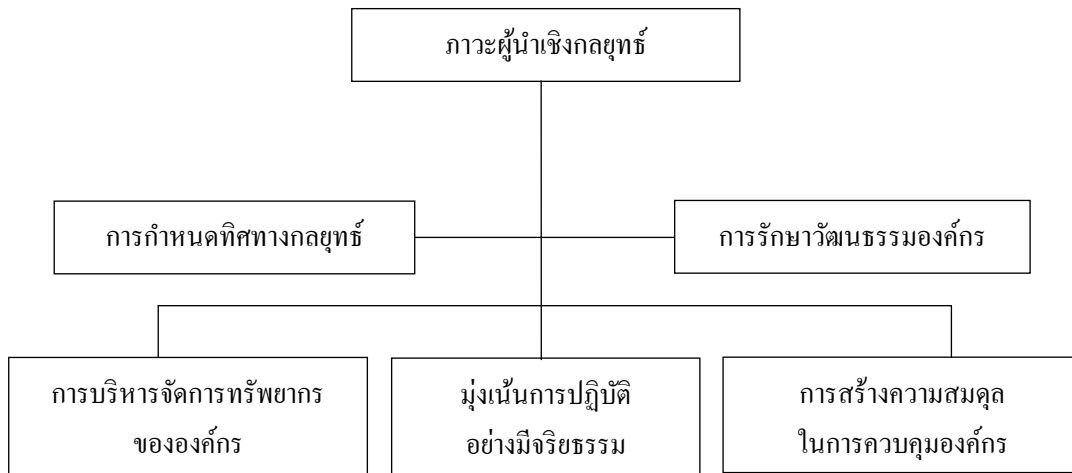 ภาวะผู้นำเชิงกลยุทธ์
การกำหนดทิศทางกลยุทธ์
การรักษาวัฒนธรรมองค์กร
การบริหารจัดการทรัพยากร
ขององค์กร
มุ่งเน้นการปฏิบัติ
อย่างมีจริยธรรม
การสร้างความสมดุล
ในการควบคุมองค์กร